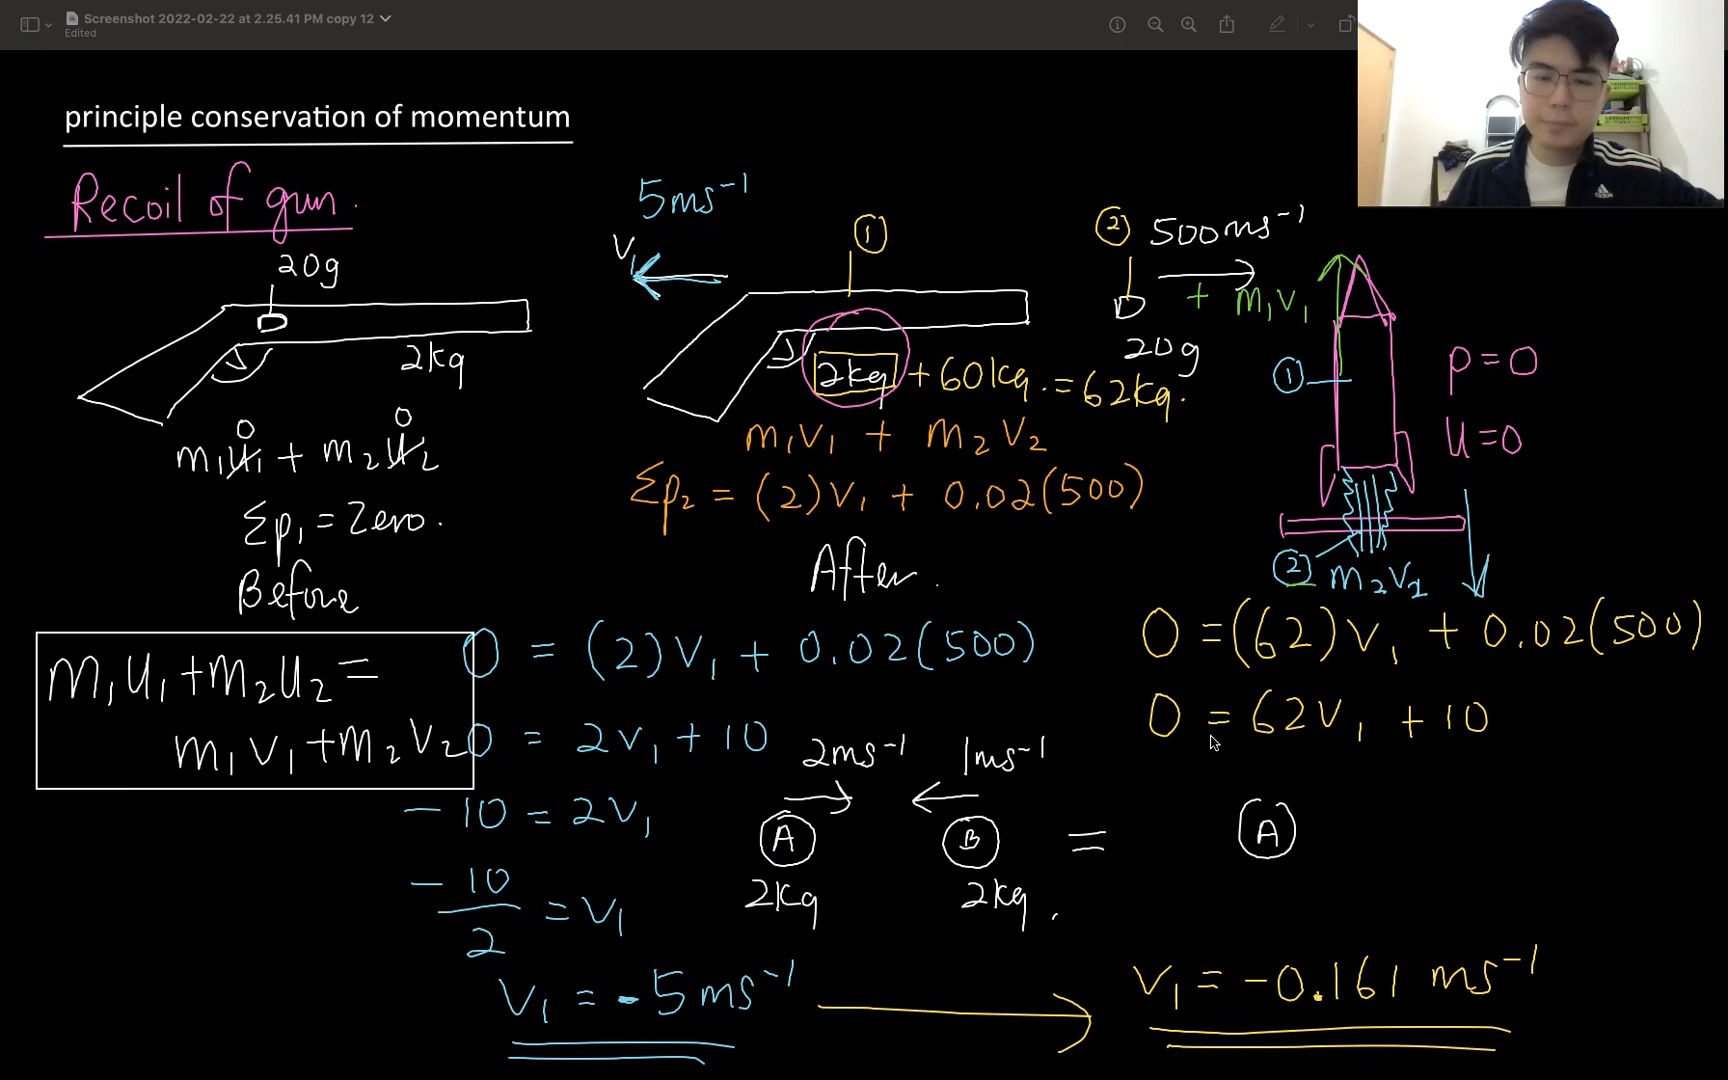 Screenshot 2022-02-22 at 2.25.41 PM copy 12
Edited
principle conservation of momentum
Recoil of gun.
20g
2kg
m₁u₁⁰ + m₂u₂⁰
Σp₁ = Zero.
Before
5ms⁻¹
V₁
①
②
500ms⁻¹
20g
2kg + 60kg. = 62kg.
m₁v₁ + m₂v₂
Σp₂ = (2)v₁ + 0.02(500)
After.
+ m₁v₁
①
p = 0
u = 0
② m₂v₂
m₁u₁ + m₂u₂ =
m₁v₁ + m₂v₂
0 = (2)v₁ + 0.02(500)
0 = 2v₁ + 10
- 10 = 2v₁
- 10/2 = v₁
v₁ = - 5ms⁻¹
2ms⁻¹
1ms⁻¹
A B = A
2kg 2kg.
0 = (62)v₁ + 0.02(500)
0 = 62v₁ + 10
v₁ = -0.161 ms⁻¹
adidas